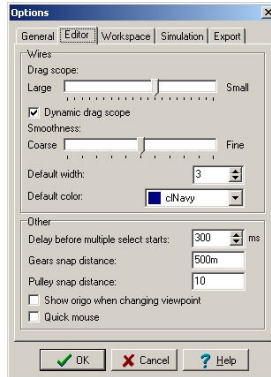 Options
General Editor Workspace Simulation Export
Wires
Drag scope:
Large Small
Dynamic drag scope
Smoothness:
Coarse Fine
Default width: 3
Default color: clNavy
Other
Delay before multiple select starts: 300 ms
Gears snap distance: 500m
Pulley snap distance: 10
Show origo when changing viewpoint
Quick mouse
OK Cancel ? Help